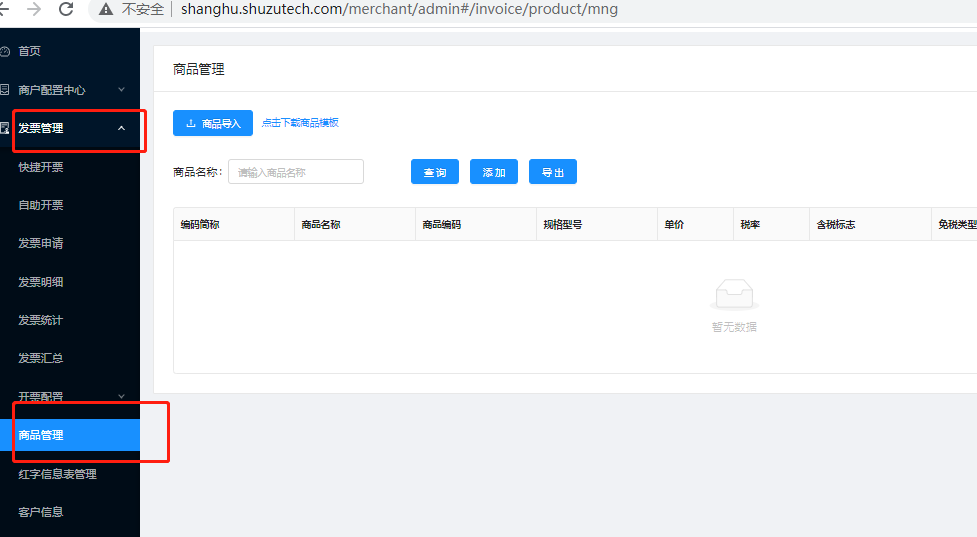 不安全 shanghu.shuzutech.com/merchant/admin#/invoice/product/mng
首页
商户配置中心
发票管理
快捷开票
自助开票
发票申请
发票明细
发票统计
发票汇总
开票配置
商品管理
红字信息表管理
客户信息
商品管理
商品导入 点击下载商品模板
商品名称: 请输入商品名称 查询 添加 导出
编码简称 商品名称 商品编码 规格型号 单价 税率 含税标志 免税类型
暂无数据